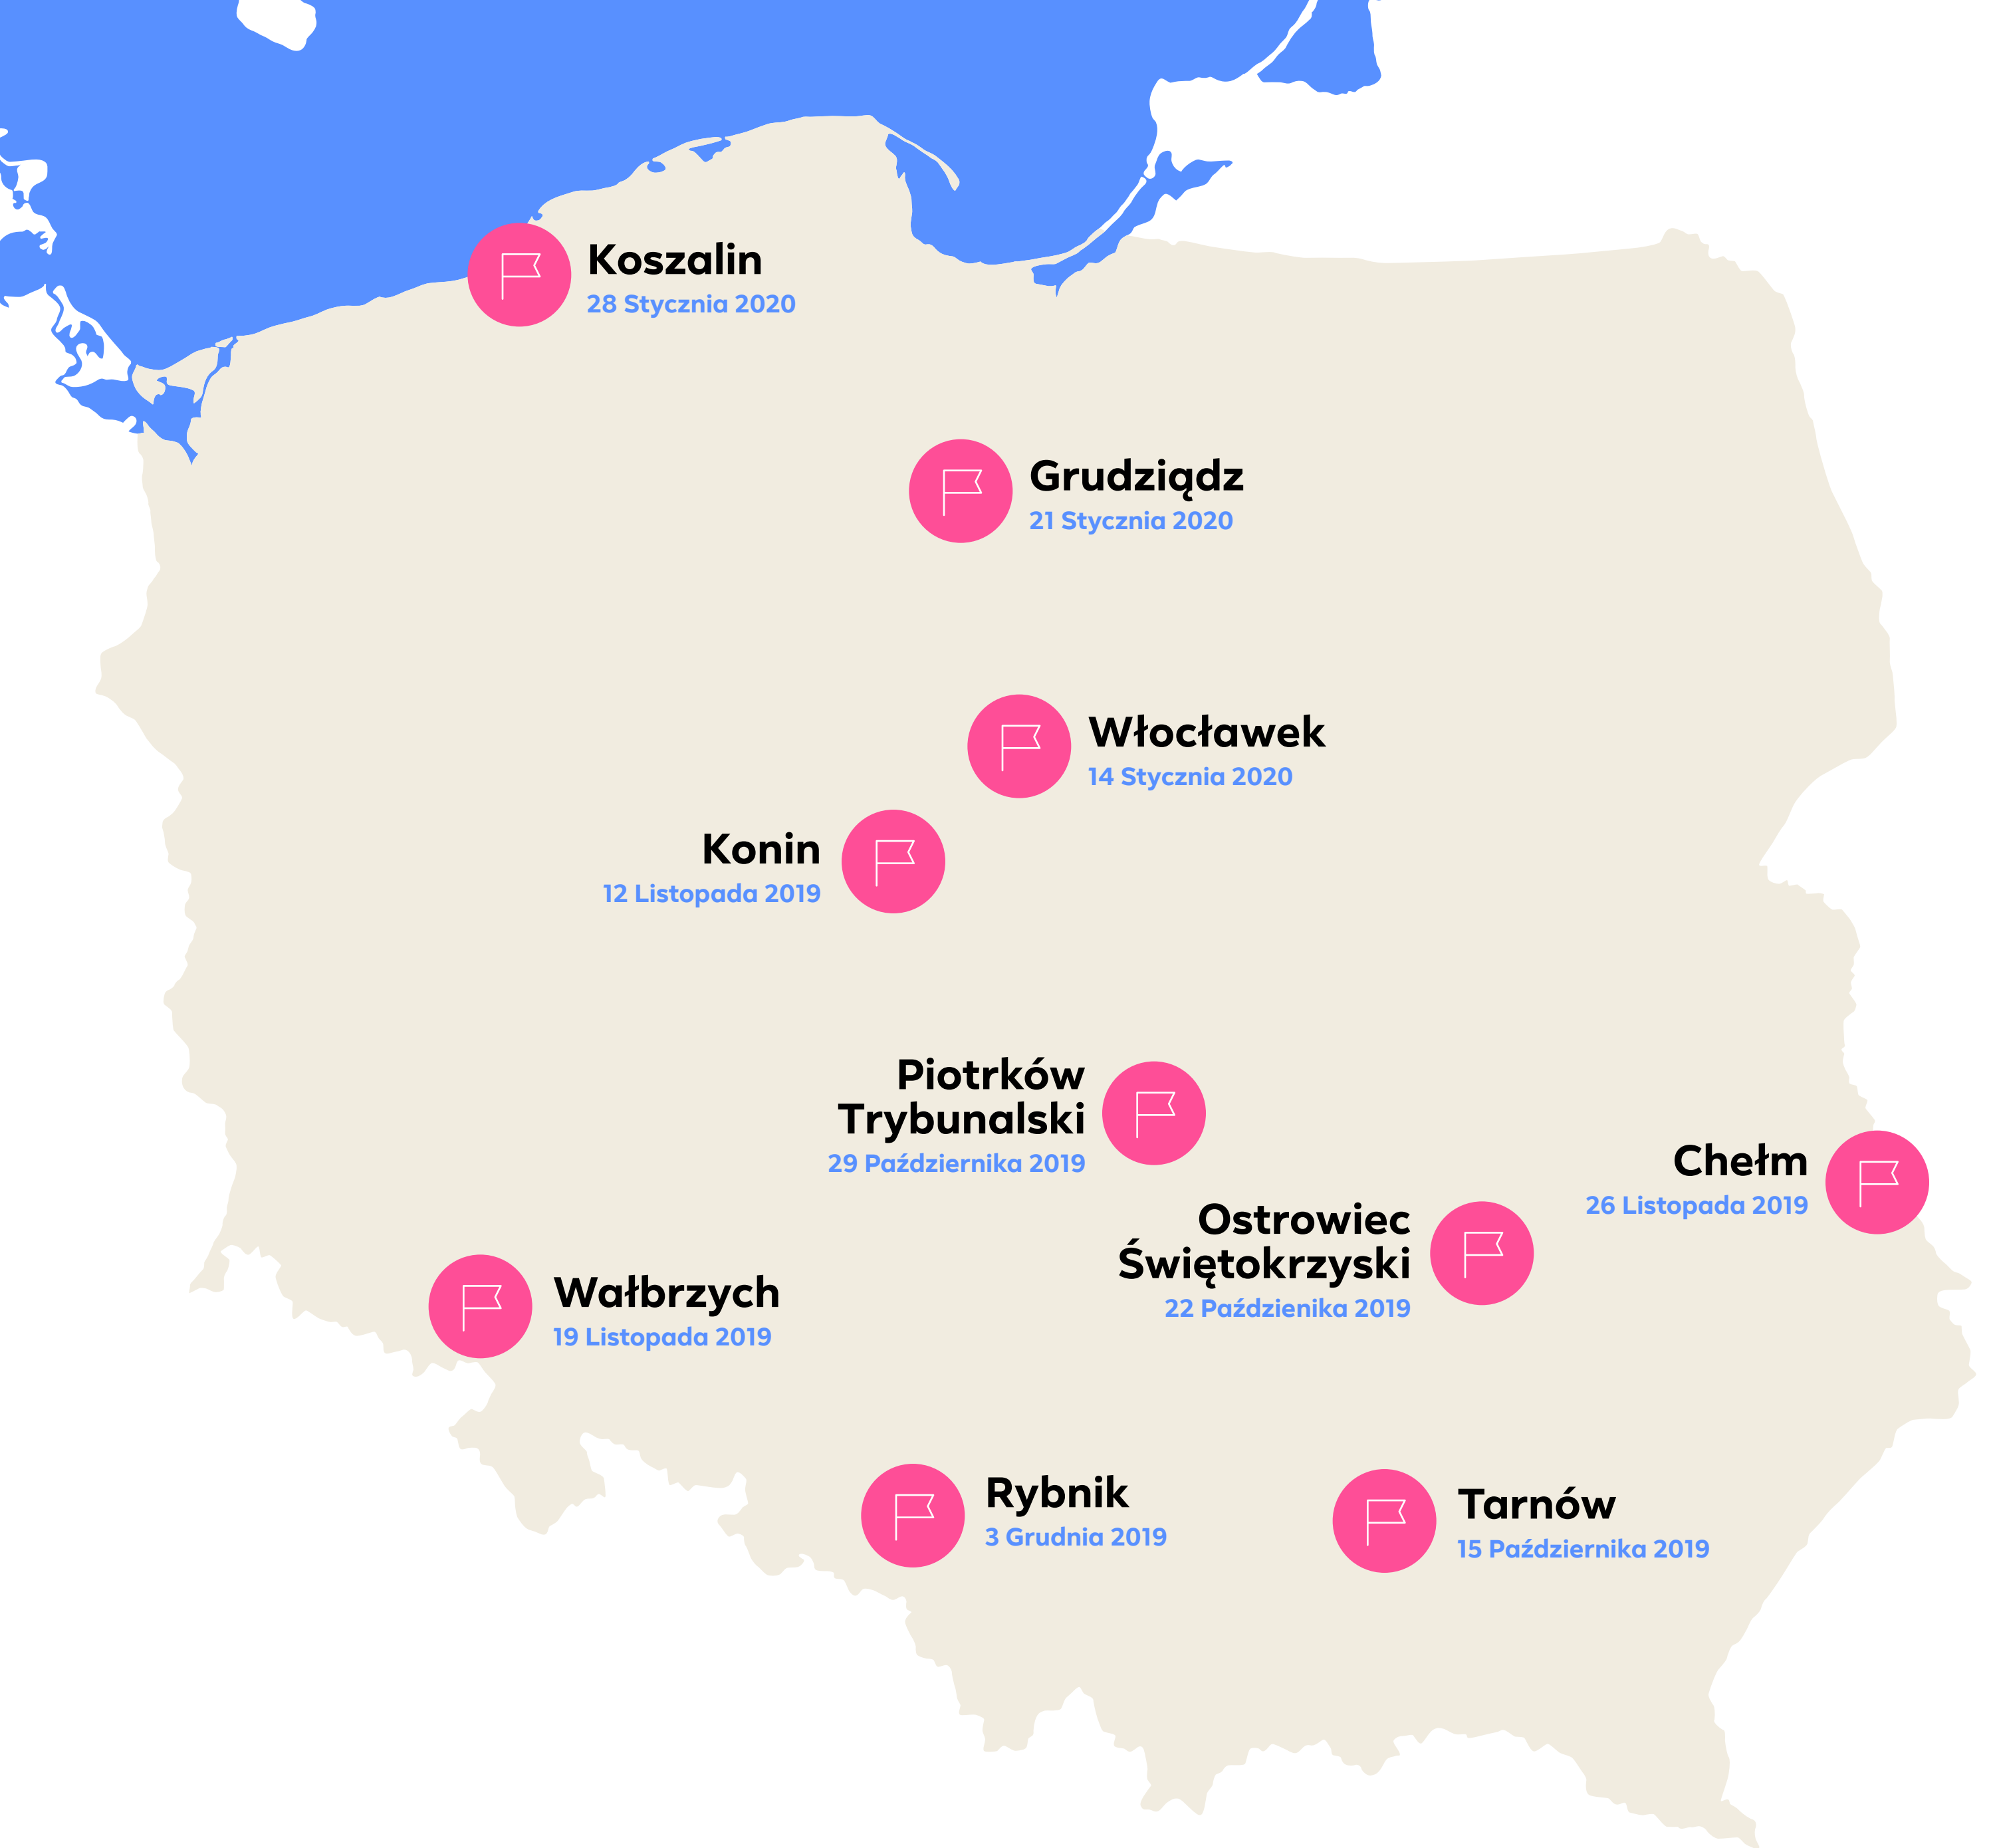 Koszalin
28 Stycznia 2020
Grudziądz
21 Stycznia 2020
Włocławek
14 Stycznia 2020
Konin
12 Listopada 2019
Piotrków
Trybunalski
29 Października 2019
Chełm
26 Listopada 2019
Ostrowiec
Świętokrzyski
22 Paździenika 2019
Wałbrzych
19 Listopada 2019
Rybnik
3 Grudnia 2019
Tarnów
15 Października 2019